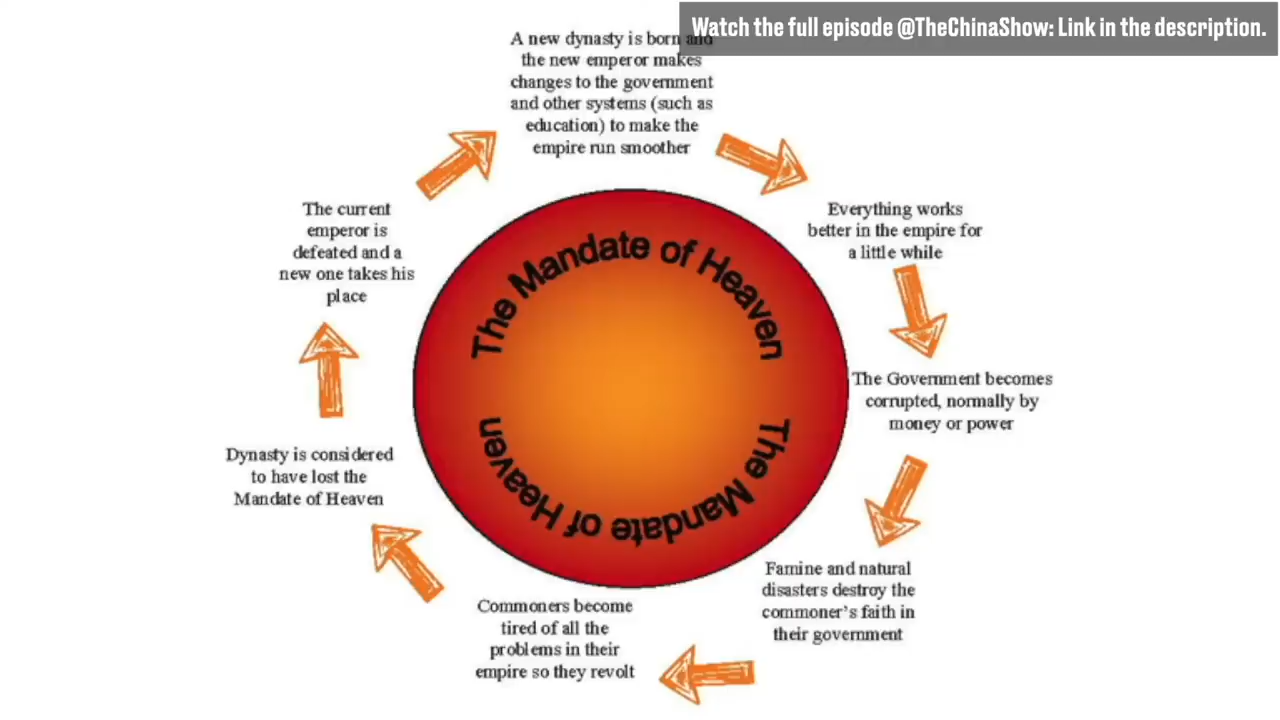 Watch the full episode @TheChinaShow: Link in the description.
A new dynasty is born and
the new emperor makes
changes to the government
and other systems (such as
education) to make the
empire run smoother
Everything works
better in the empire for
a little while
The Government becomes
corrupted, normally by
money or power
Famine and natural
disasters destroy the
commoner's faith in
their government
Commoners become
tired of all the
problems in their
empire so they revolt
Dynasty is considered
to have lost the
Mandate of Heaven
The current
emperor is
defeated and a
new one takes his
place
The Mandate of Heaven
The Mandate of Heaven